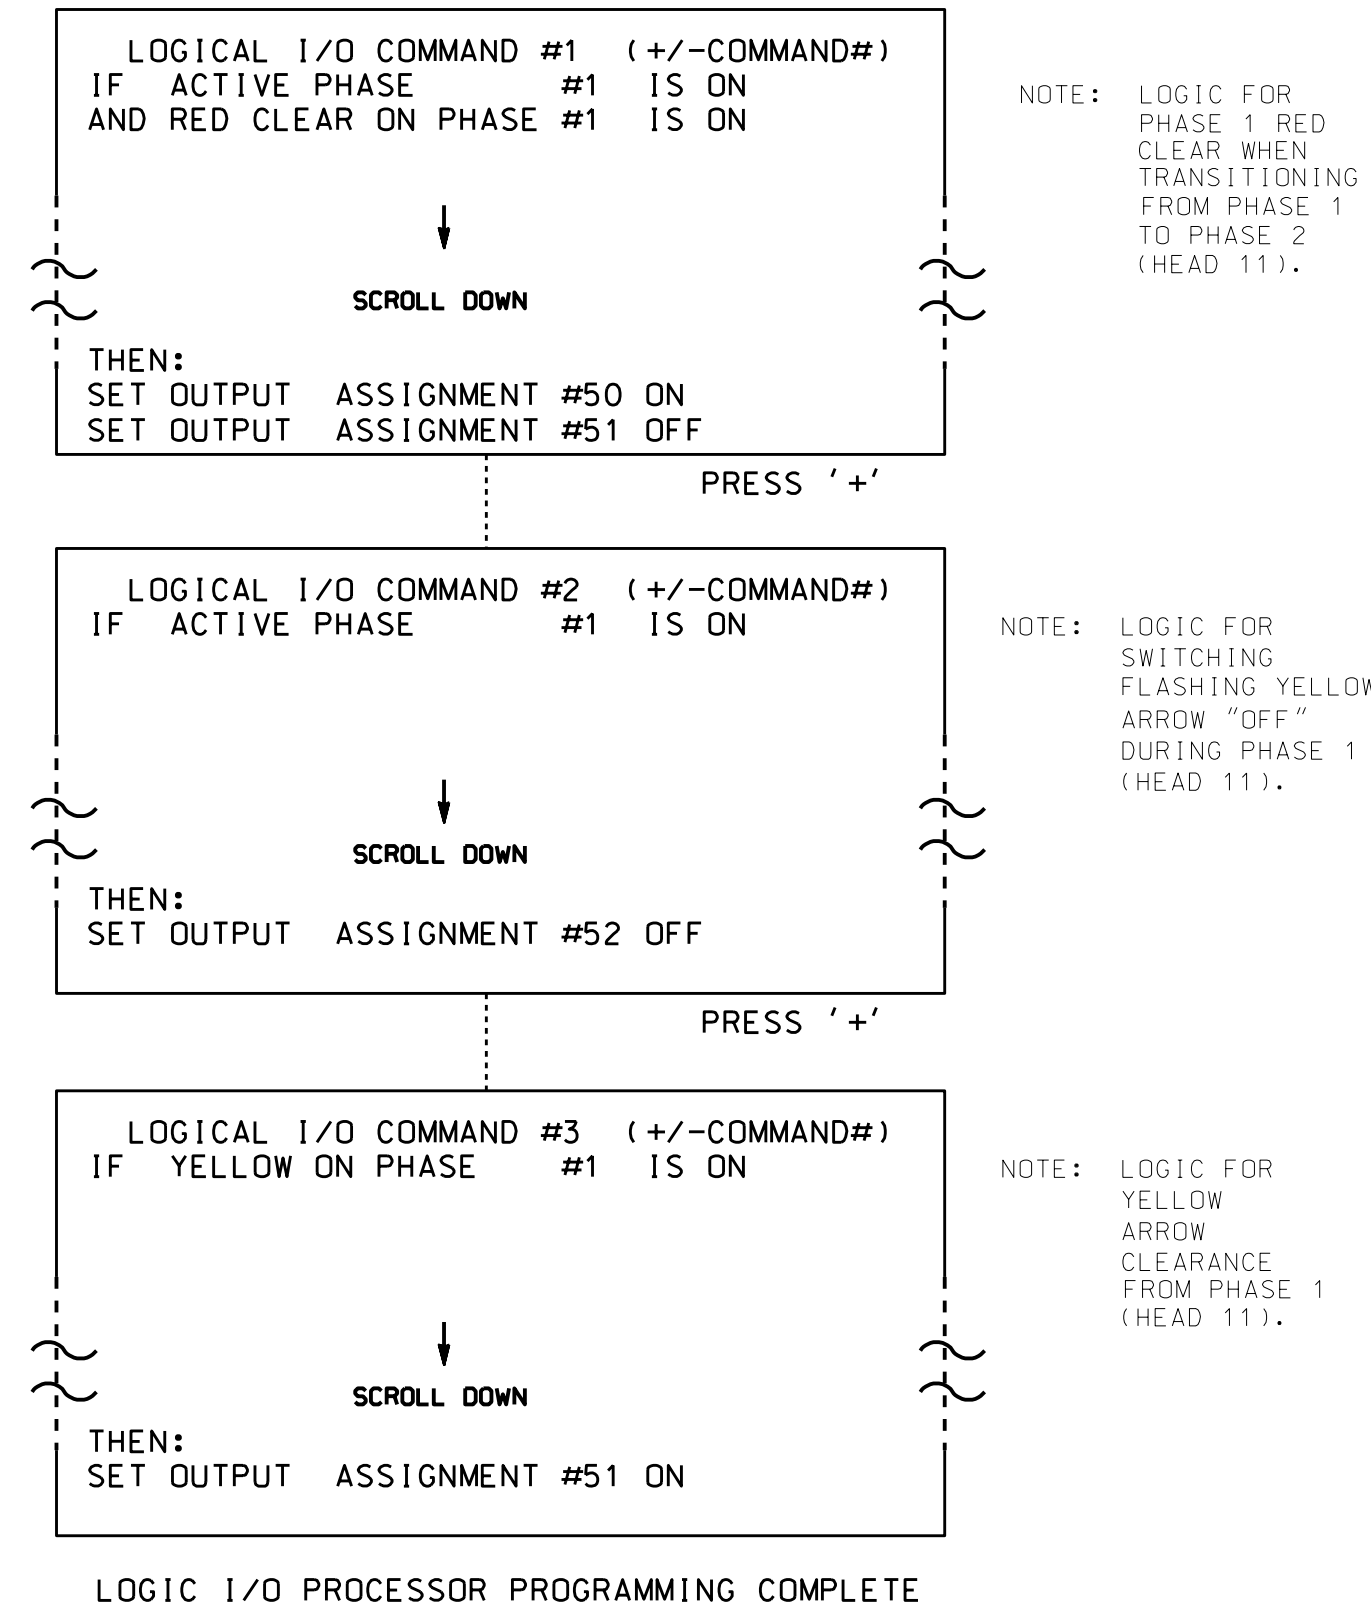 LOGICAL I/O COMMAND #1 (+/-COMMAND#)
IF ACTIVE PHASE #1 IS ON
AND RED CLEAR ON PHASE #1 IS ON
SCROLL DOWN
THEN:
SET OUTPUT ASSIGNMENT #50 ON
SET OUTPUT ASSIGNMENT #51 OFF
NOTE: LOGIC FOR
PHASE 1 RED
CLEAR WHEN
TRANSITIONING
FROM PHASE 1
TO PHASE 2
(HEAD 11).
PRESS '+'
LOGICAL I/O COMMAND #2 (+/-COMMAND#)
IF ACTIVE PHASE #1 IS ON
SCROLL DOWN
THEN:
SET OUTPUT ASSIGNMENT #52 OFF
NOTE: LOGIC FOR
SWITCHING
FLASHING YELLOW
ARROW "OFF"
DURING PHASE 1
(HEAD 11).
PRESS '+'
LOGICAL I/O COMMAND #3 (+/-COMMAND#)
IF YELLOW ON PHASE #1 IS ON
SCROLL DOWN
THEN:
SET OUTPUT ASSIGNMENT #51 ON
NOTE: LOGIC FOR
YELLOW
ARROW
CLEARANCE
FROM PHASE 1
(HEAD 11).
LOGIC I/O PROCESSOR PROGRAMMING COMPLETE